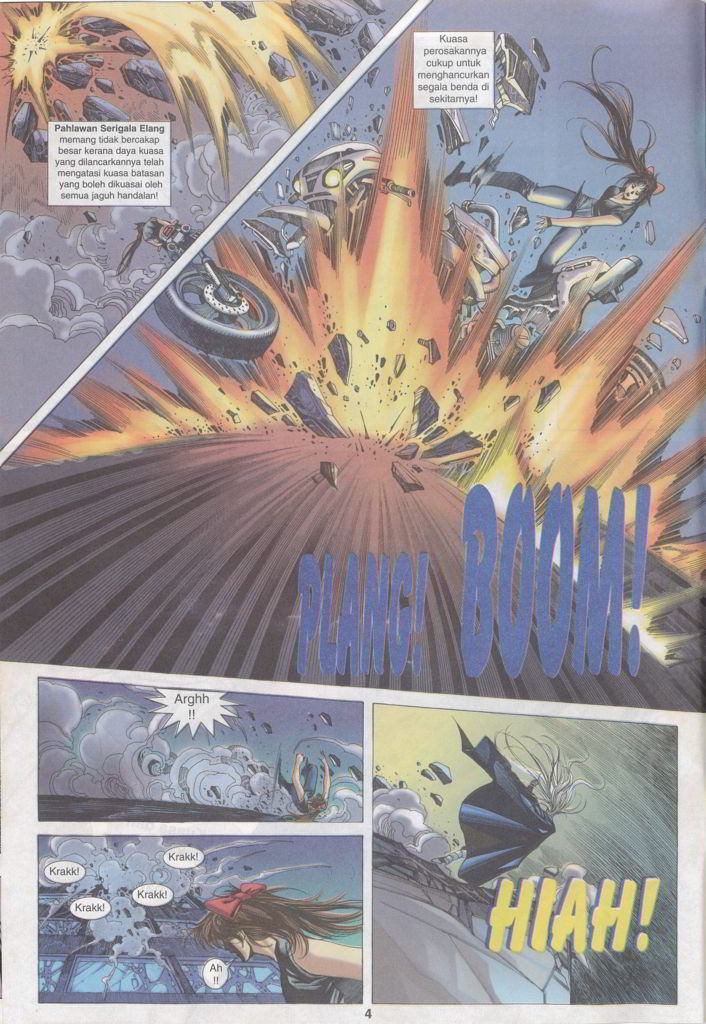 Pahlawan Serigala Elang
memang tidak bercakap
besar kerana daya kuasa
yang dilancarkannya telah
mengatasi kuasa batasan
yang boleh dikuasai oleh
semua jaguh handalan!
Kuasa
perosakannya
cukup untuk
menghancurkan
segala benda di
sekitarnya!
PLANG!
BOOM!
Arghh
!!
Krakk!
Krakk!
Krakk!
Krakk!
Ah
!!
HIAH!
4